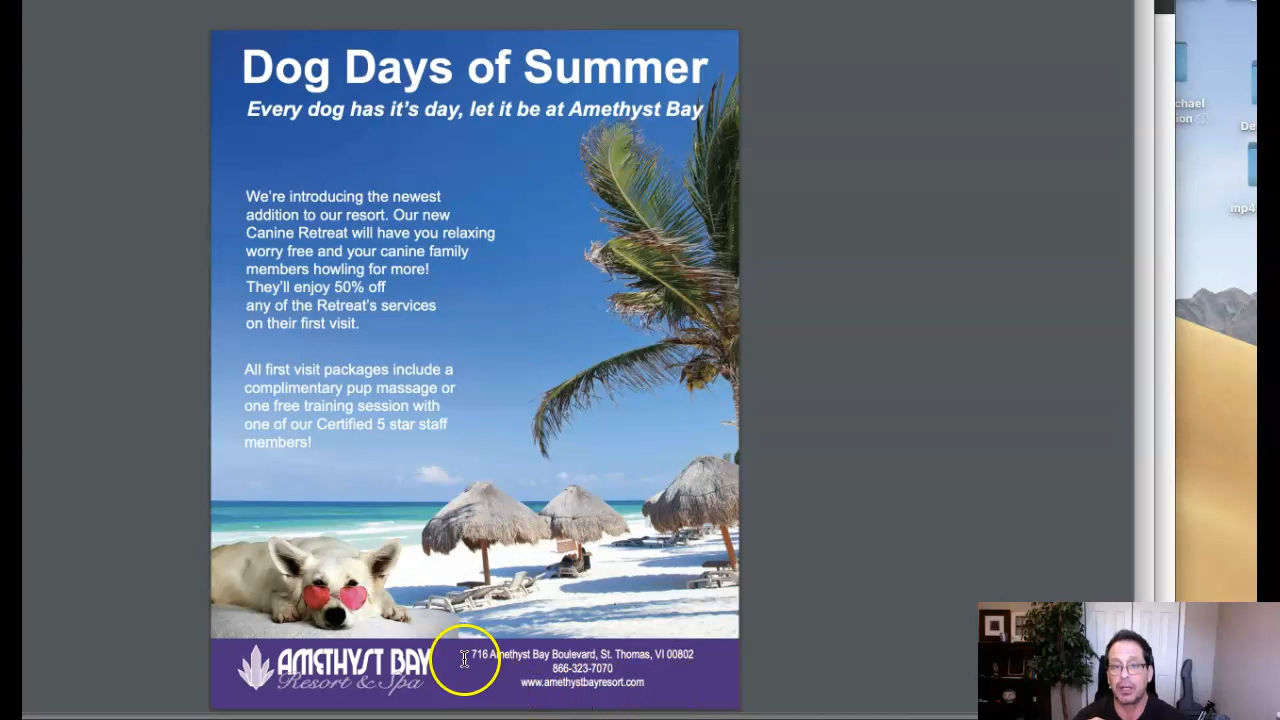 Dog Days of Summer
Every dog has it's day, let it be at Amethyst Bay
We're introducing the newest
addition to our resort. Our new
Canine Retreat will have you relaxing
worry free and your canine family
members howling for more!
They'll enjoy 50% off
any of the Retreat's services
on their first visit.
All first visit packages include a
complimentary pup massage or
one free training session with
one of our Certified 5 star staff
members!
AMETHYST BAY
Resort & Spa
716 Amethyst Bay Boulevard, St. Thomas, VI 00802
866-323-7070
www.amethystbayresort.com
mp4